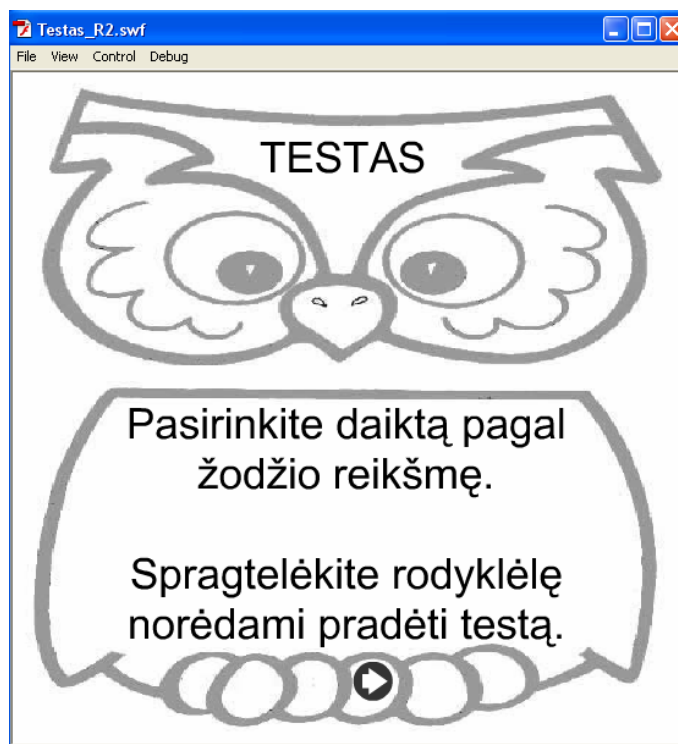 Testas_R2.swf
File View Control Debug
TESTAS
Pasirinkite daiktą pagal
žodžio reikšmę.
Spragtelėkite rodyklėlę
norėdami pradėti testą.